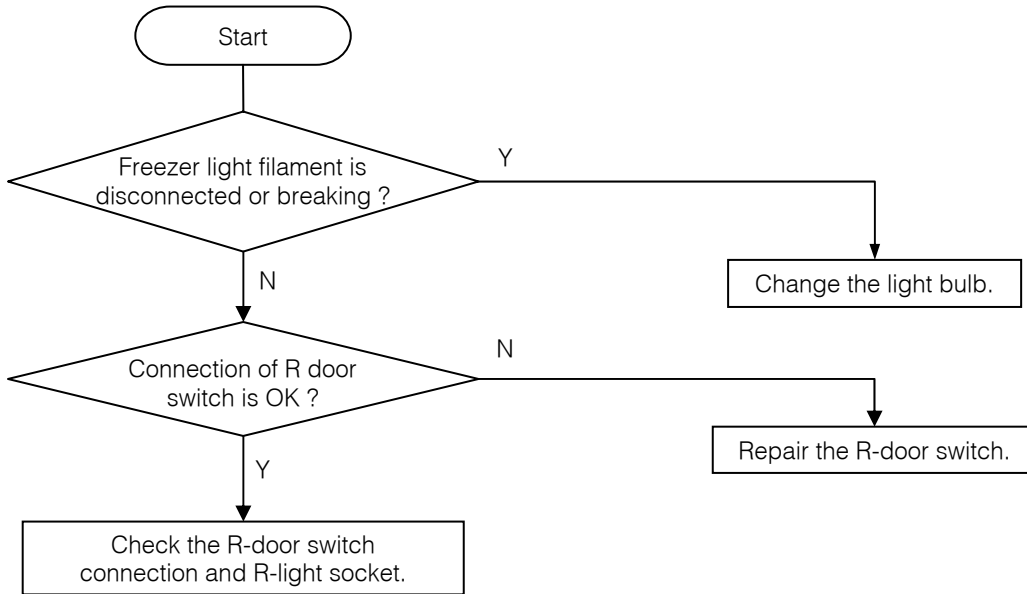 Start
Freezer light filament is
disconnected or breaking ?
Y
Change the light bulb.
N
Connection of R door
switch is OK ?
N
Repair the R-door switch.
Y
Check the R-door switch
connection and R-light socket.